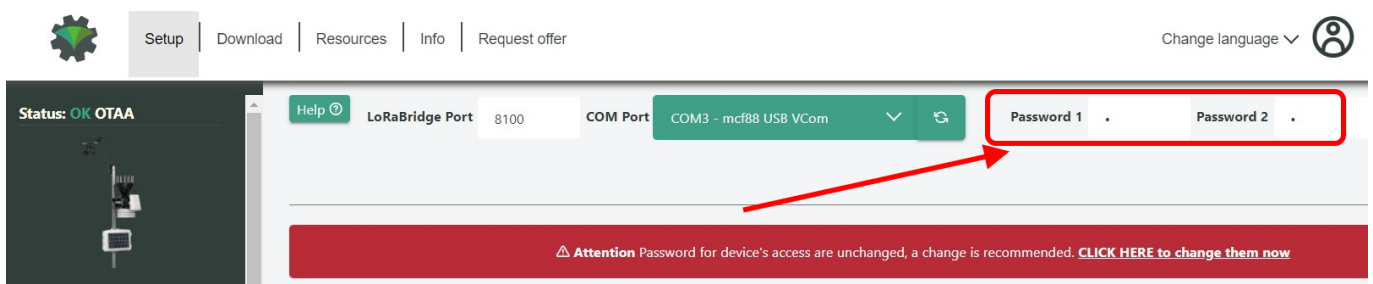 Setup Download Resources Info Request offer Change language
Status: OK OTAA
Help LoRaBridge Port 8100 COM Port COM3 - mcf88 USB VCom Password 1 . Password 2 .
Attention Password for device's access are unchanged, a change is recommended. CLICK HERE to change them now